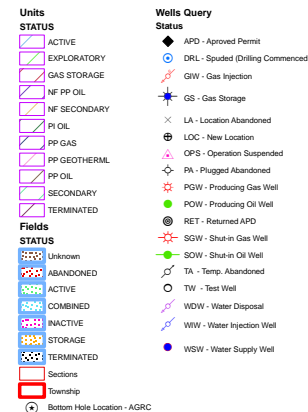 Units
STATUS
ACTIVE
EXPLORATORY
GAS STORAGE
NF PP OIL
NF SECONDARY
PI OIL
PP GAS
PP GEOTHERML
PP OIL
SECONDARY
TERMINATED
Fields
STATUS
Unknown
ABANDONED
ACTIVE
COMBINED
INACTIVE
STORAGE
TERMINATED
Sections
Township
Bottom Hole Location - AGRC
Wells Query
Status
APD - Aproved Permit
DRL - Spuded (Drilling Commenced
GIW - Gas Injection
GS - Gas Storage
LA - Location Abandoned
LOC - New Location
OPS - Operation Suspended
PA - Plugged Abandoned
PGW - Producing Gas Well
POW - Producing Oil Well
RET - Returned APD
SGW - Shut-in Gas Well
SOW - Shut-in Oil Well
TA - Temp. Abandoned
TW - Test Well
WDW - Water Disposal
WIW - Water Injection Well
WSW - Water Supply Well